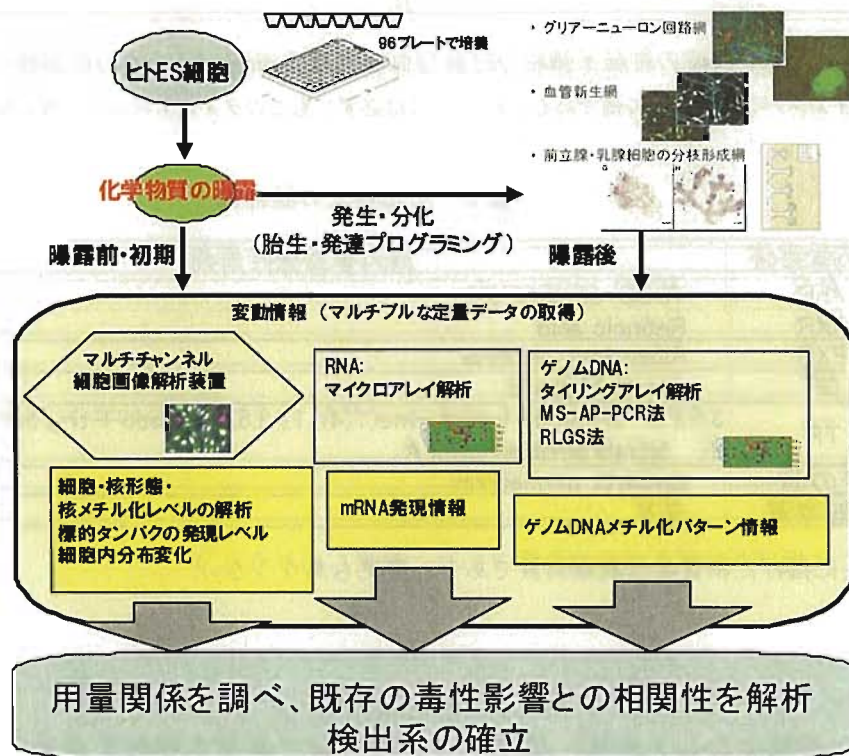 96プレートで培養
ヒトES細胞
・グリアーニューロン回路網
・血管新生網
・前立腺・乳腺細胞の分枝形成網
化学物質の曝露
発生・分化
(胎生・発達プログラミング)
曝露前・初期
曝露後
変動情報（マルチプルな定量データの取得）
マルチチャンネル
細胞画像解析装置
RNA:
マイクロアレイ解析
ゲノムDNA:
タイリングアレイ解析
MS-AP-PCR法
RLGS法
細胞・核形態・
核メチル化レベルの解析
標的タンパクの発現レベル
細胞内分布変化
mRNA発現情報
ゲノムDNAメチル化パターン情報
用量関係を調べ、既存の毒性影響との相関性を解析
検出系の確立